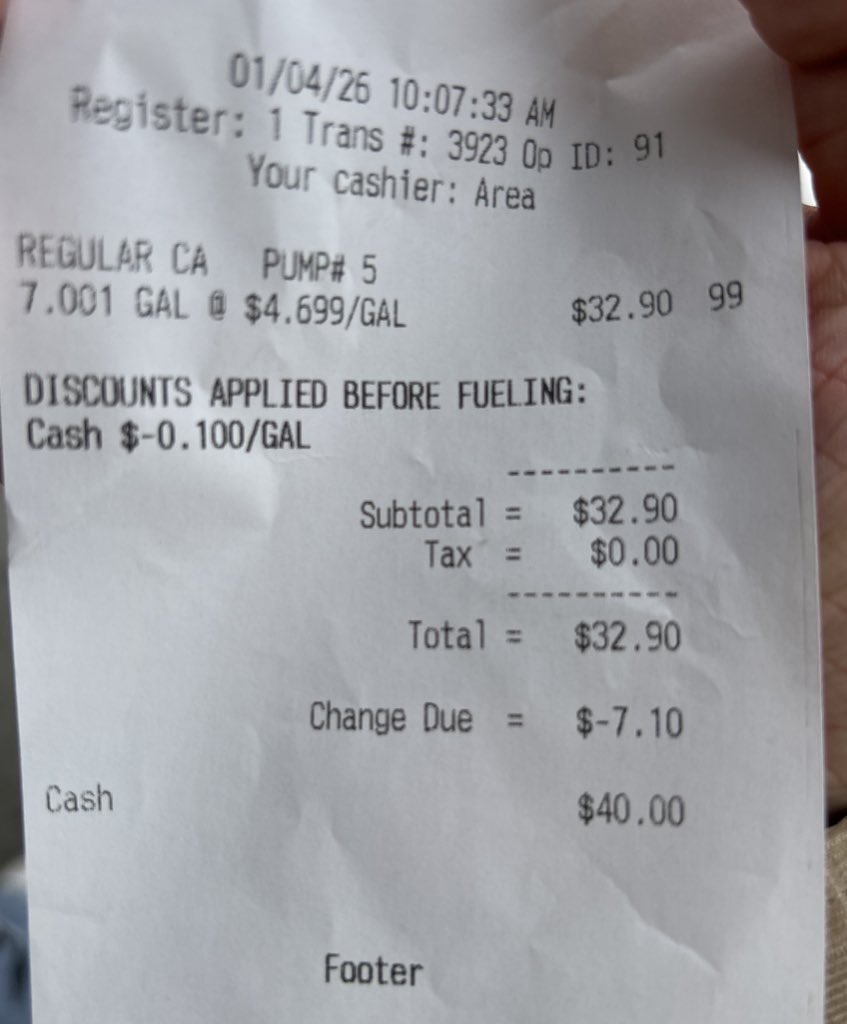 01/04/26 10:07:33 AM
Register: 1 Trans #: 3923 Op ID: 91
Your cashier: Area
REGULAR CA PUMP# 5
7.001 GAL @ $4.699/GAL $32.90 99
DISCOUNTS APPLIED BEFORE FUELING:
Cash $-0.100/GAL
----------
Subtotal = $32.90
Tax = $0.00
----------
Total = $32.90
Change Due = $-7.10
Cash $40.00
Footer